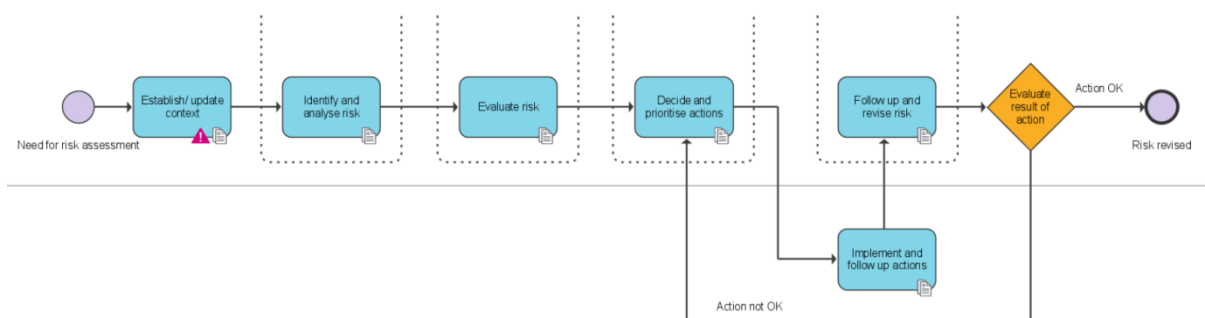 Establish/ update
context
Identify and
analyse risk
Evaluate risk
Decide and
prioritise actions
Follow up and
revise risk
Evaluate
result of
action
Action OK
Need for risk assessment
Risk revised
Implement and
follow up actions
Action not OK